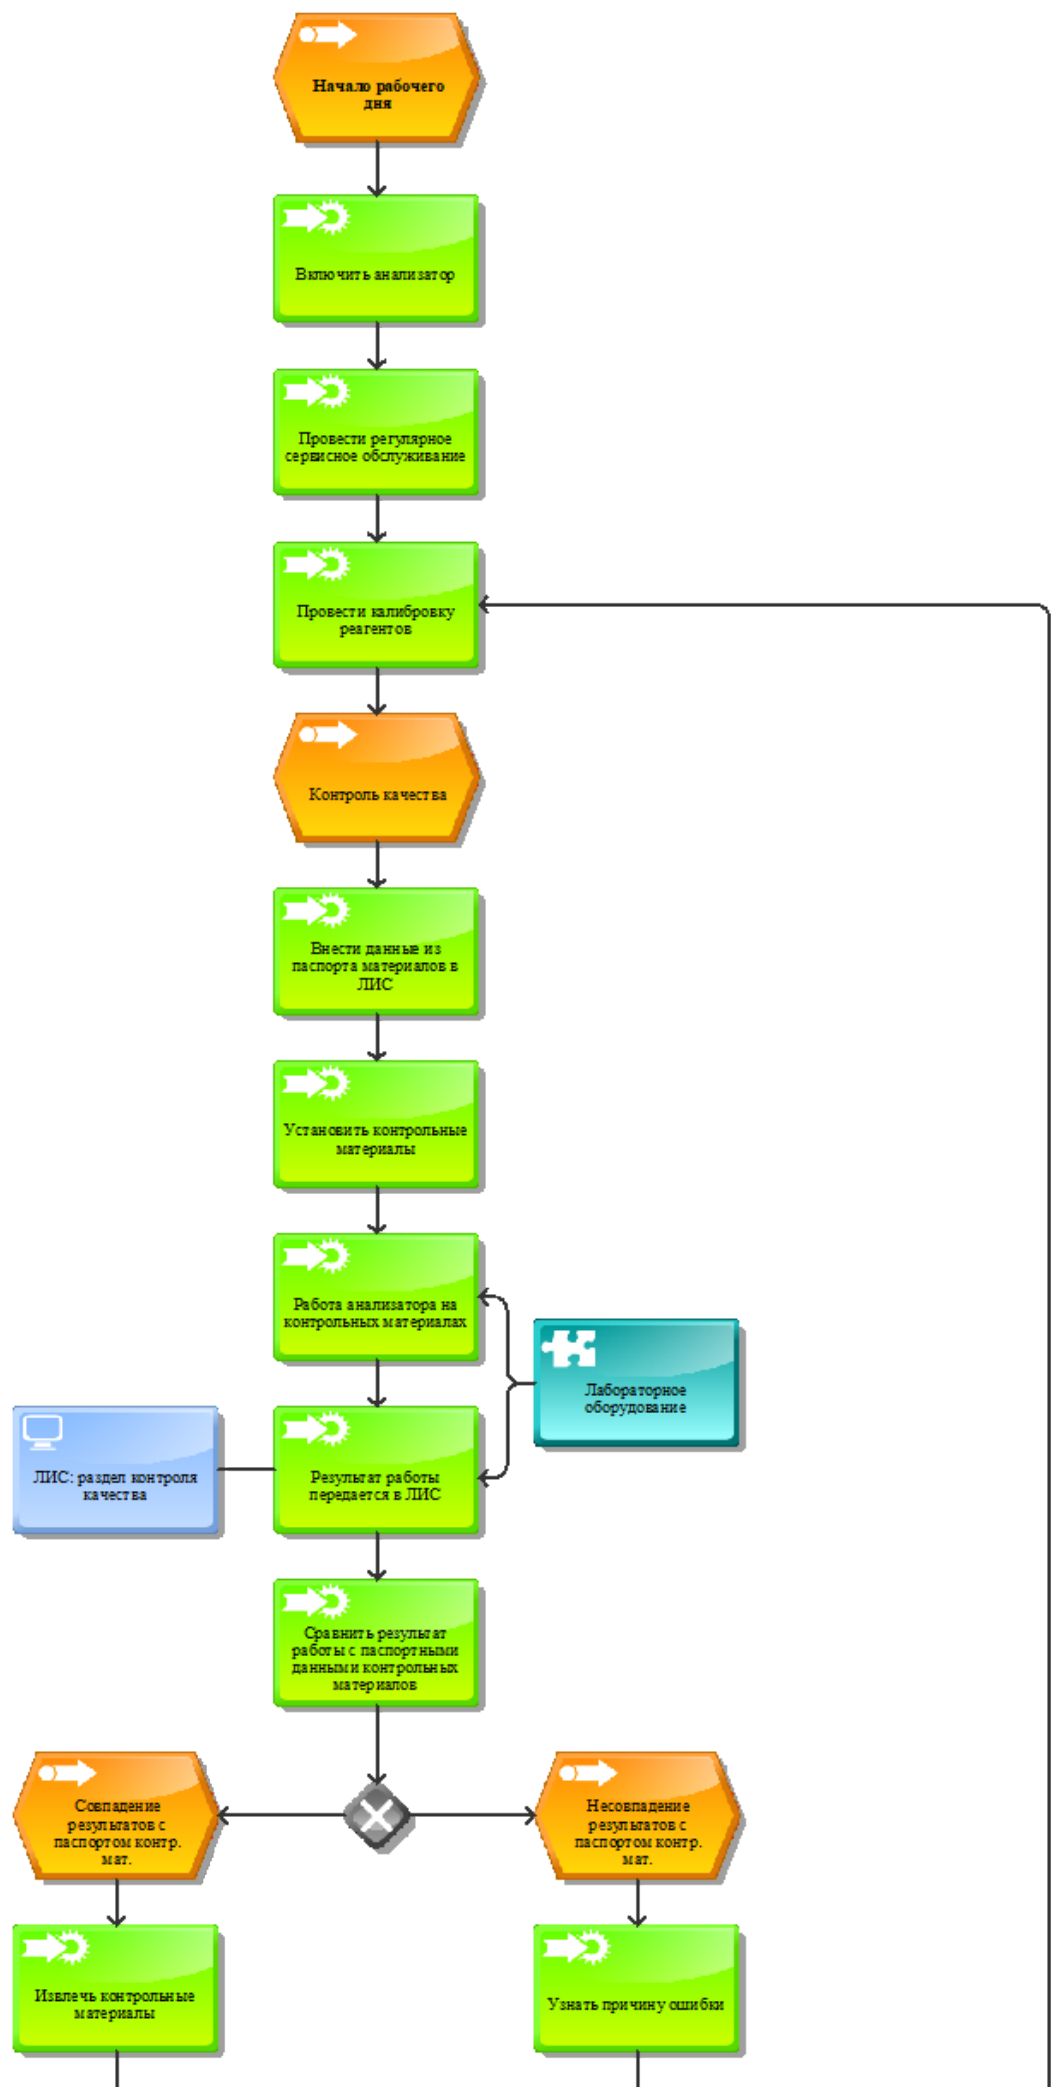 Начало рабочего
дня
Включить анализатор
Провести регулярное
сервисное обслуживание
Провести калибровку
реагентов
Контроль качества
Внести данные из
паспорта материалов в
ЛИС
Установить контрольные
материалы
Работа анализатора на
контрольных материалах
Лабораторное
оборудование
ЛИС: раздел контроля
качества
Результат работы
передается в ЛИС
Сравнить результат
работы с паспортными
данными контрольных
материалов
Совпадение
результатов с
паспортом контр.
мат.
Несовпадение
результатов с
паспортом контр.
мат.
Извлечь контрольные
материалы
Узнать причину ошибки